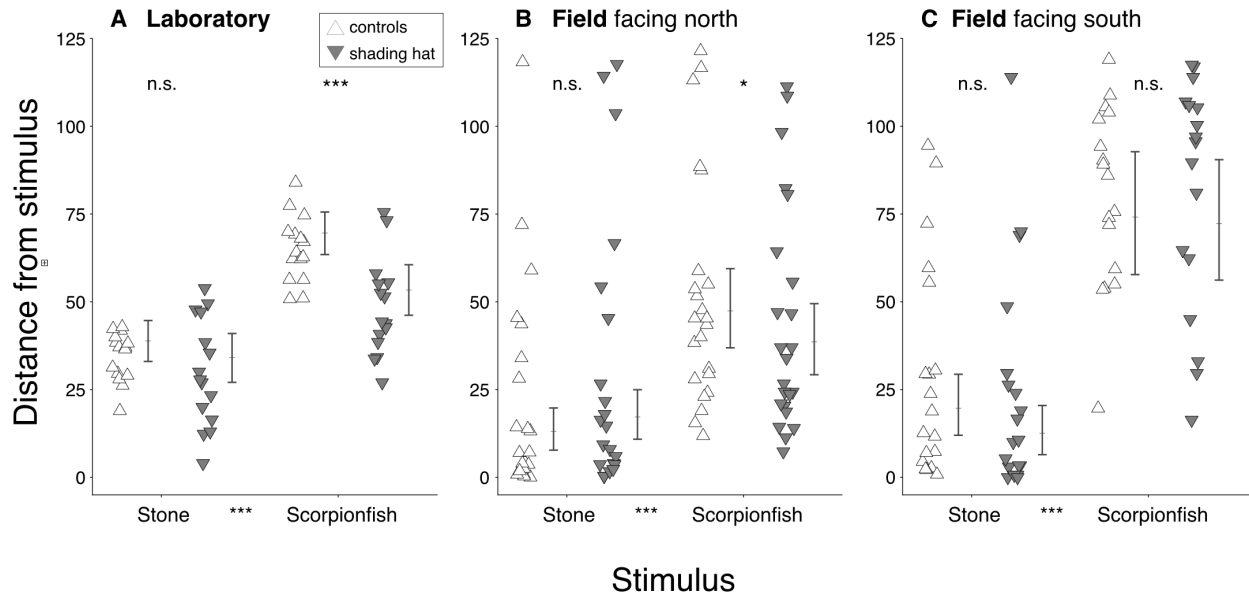 A Laboratory
B Field facing north
C Field facing south
controls
shading hat
n.s.
***
n.s.
*
n.s.
n.s.
Distance from stimulus
125
100
75
50
25
0
125
100
75
50
25
0
125
100
75
50
25
0
Stone *** Scorpionfish
Stone *** Scorpionfish
Stone *** Scorpionfish
Stimulus